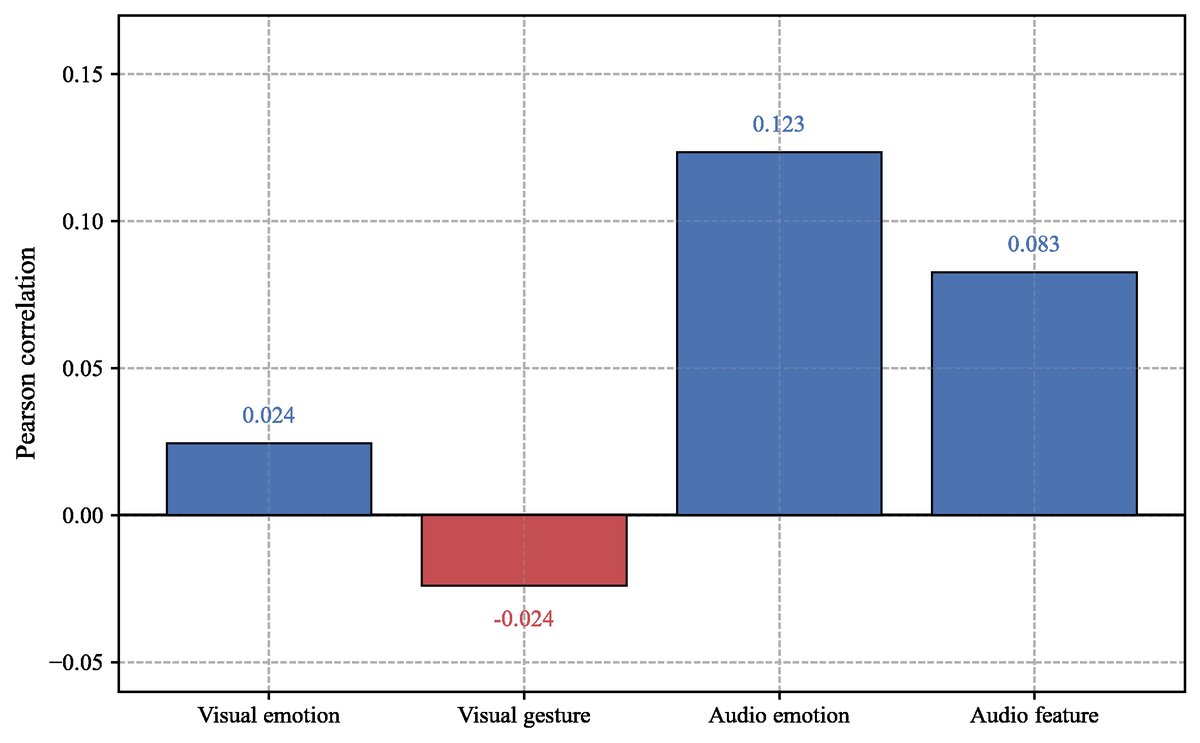 0.15
0.10
0.05
0.00
−0.05
Pearson correlation
0.024
-0.024
0.123
0.083
Visual emotion
Visual gesture
Audio emotion
Audio feature